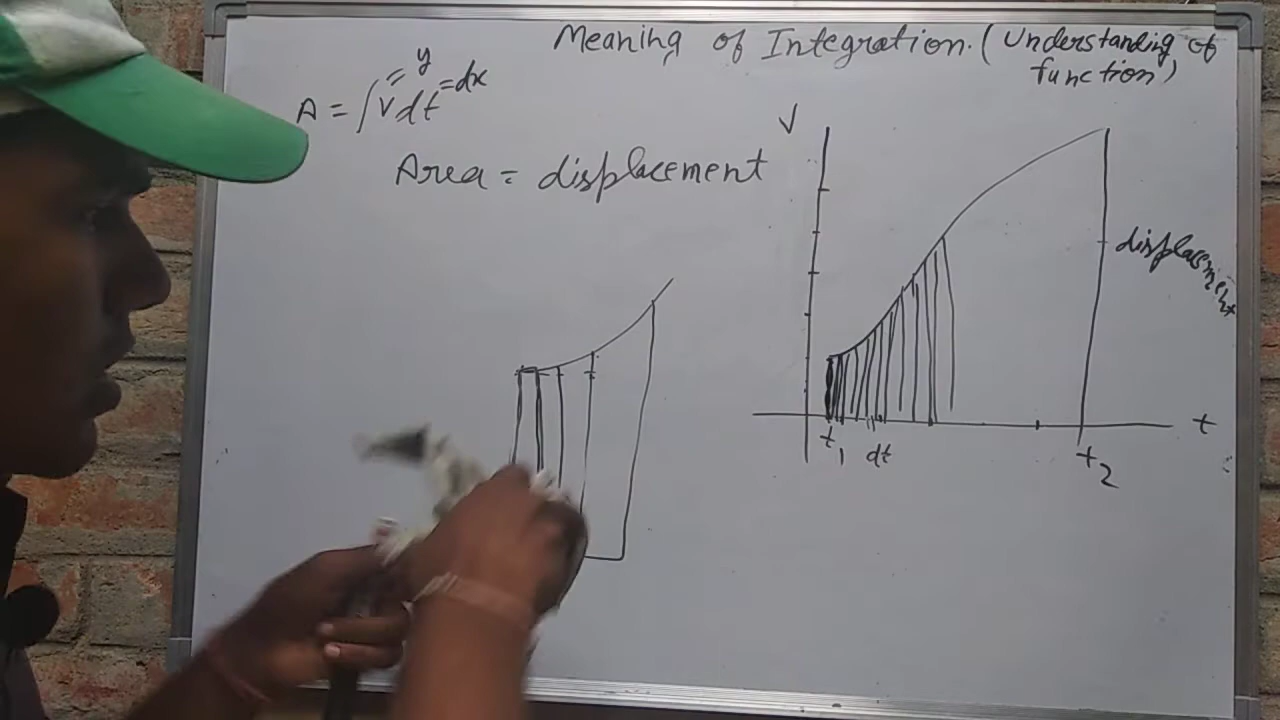 Meaning of Integration. (Understanding of
function)
= y
A = ∫ v dt = dx
Area = displacement
V
displacement
t
t1
dt
t2